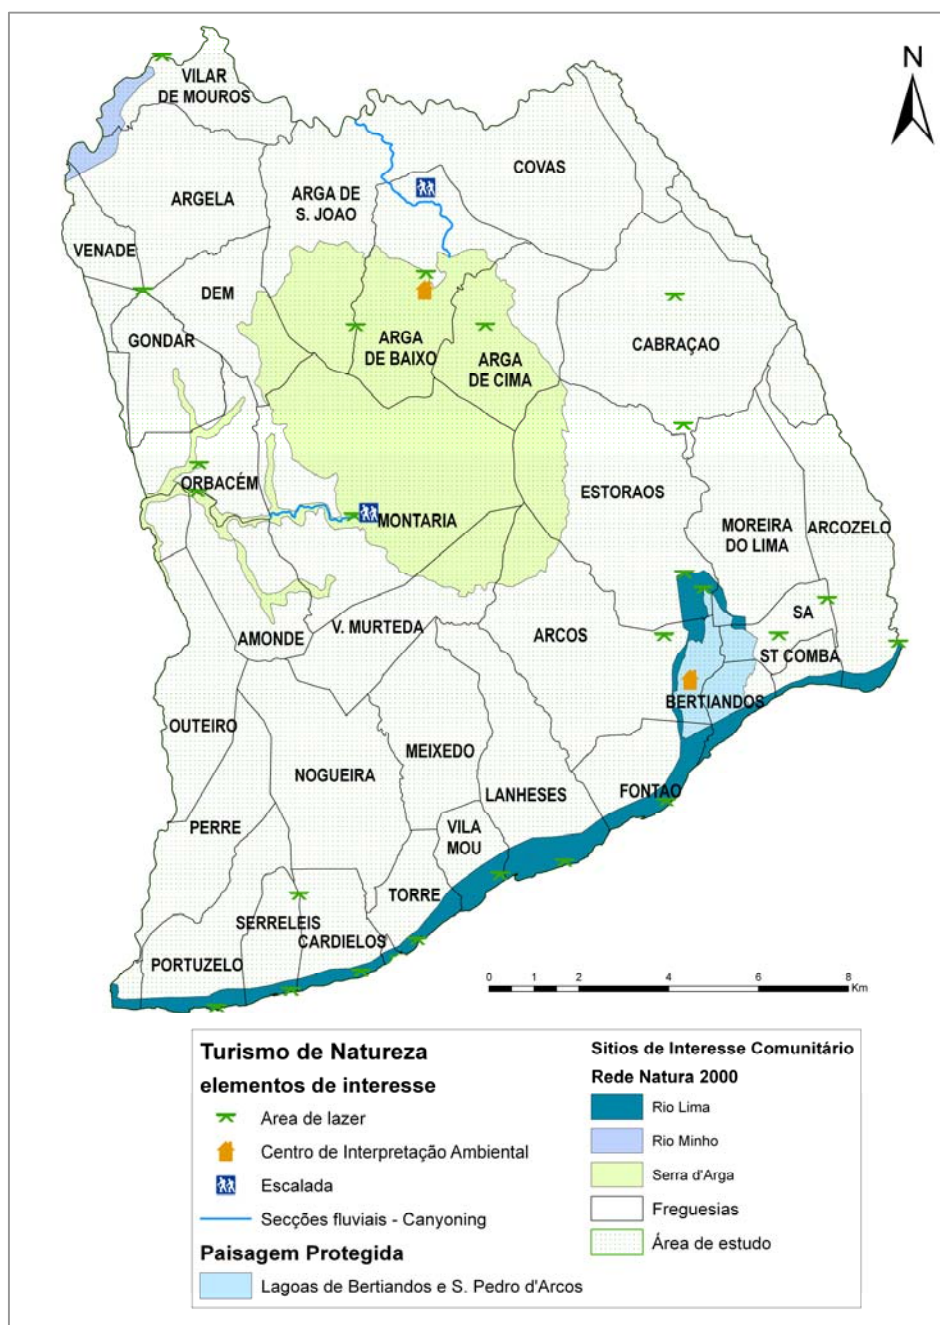 N
VILAR
DE MOUROS
COVAS
ARGELA
ARGA DE
S. JOAO
VENADE
DEM
GONDAR
ARGA
DE BAIXO
ARGA
DE CIMA
CABRAÇAO
ORBACÉM
ESTORAOS
MONTARIA
MOREIRA
DO LIMA
ARCOZELO
SA
AMONDE
V. MURTEDA
ARCOS
ST COMBA
BERTIANDOS
OUTEIRO
MEIXEDO
NOGUEIRA
LANHESES
FONTAO
PERRE
VILA
MOU
TORRE
SERRELEIS
CARDIELOS
PORTUZELO
0 1 2 4 6 8
Km
Turismo de Natureza
elementos de interesse
Area de lazer
Centro de Interpretação Ambiental
Escalada
Secções fluviais - Canyoning
Paisagem Protegida
Lagoas de Bertiandos e S. Pedro d'Arcos
Sitios de Interesse Comunitário
Rede Natura 2000
Rio Lima
Rio Minho
Serra d'Arga
Freguesias
Área de estudo